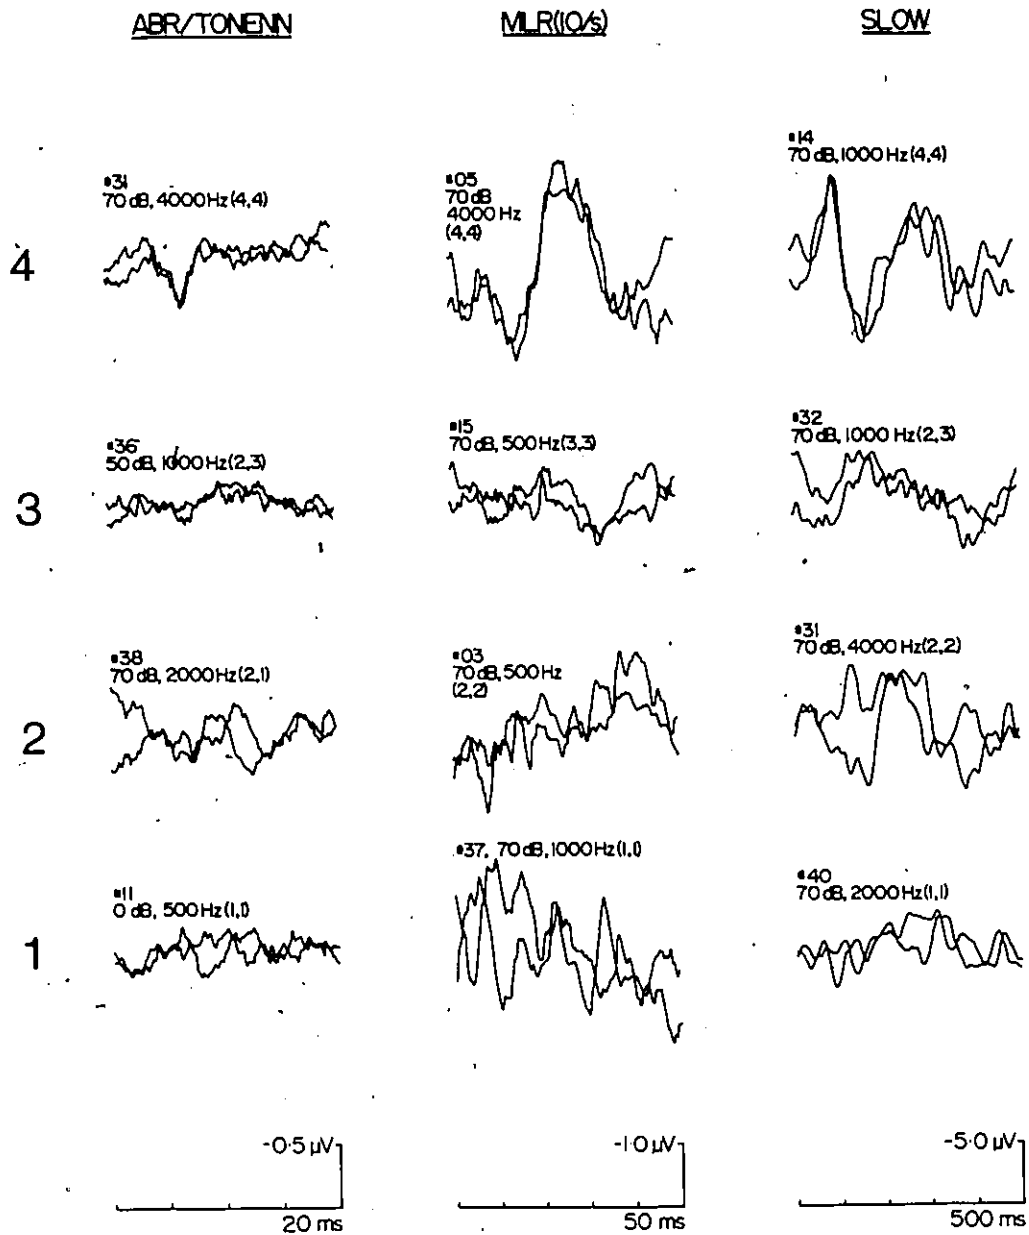 ABR/TONENN MLR(10/s) SLOW
4
#31
70 dB, 4000 Hz (4,4)
#05
70 dB
4000 Hz
(4,4)
#14
70 dB, 1000 Hz (4,4)
3
#36
50 dB, 1000 Hz (2,3)
#15
70 dB, 500 Hz (3,3)
#32
70 dB, 1000 Hz (2,3)
2
#38
70 dB, 2000 Hz (2,1)
#03
70 dB, 500 Hz
(2,2)
#31
70 dB, 4000 Hz (2,2)
1
#11
0 dB, 500 Hz (1,1)
#37, 70 dB, 1000 Hz (1,1)
#40
70 dB, 2000 Hz (1,1)
-0.5 µV -1.0 µV -5.0 µV
20 ms 50 ms 500 ms